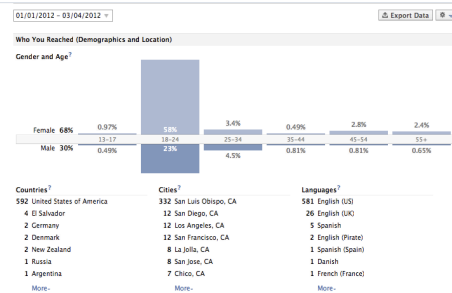 01/01/2012 - 03/04/2012
Export Data
Who You Reached (Demographics and Location)
Gender and Age?
Female 68% 0.97% 58% 3.4% 0.49% 2.8% 2.4%
13-17 18-24 25-34 35-44 45-54 55+
Male 30% 0.49% 23% 4.5% 0.81% 0.81% 0.65%
Countries? Cities? Languages?
592 United States of America 332 San Luis Obispo, CA 581 English (US)
4 El Salvador 12 San Diego, CA 26 English (UK)
2 Germany 12 Los Angeles, CA 5 Spanish
2 Denmark 12 San Francisco, CA 2 English (Pirate)
2 New Zealand 8 La Jolla, CA 1 Spanish (Spain)
1 Russia 8 San Jose, CA 1 Danish
1 Argentina 7 Chico, CA 1 French (France)
More More More